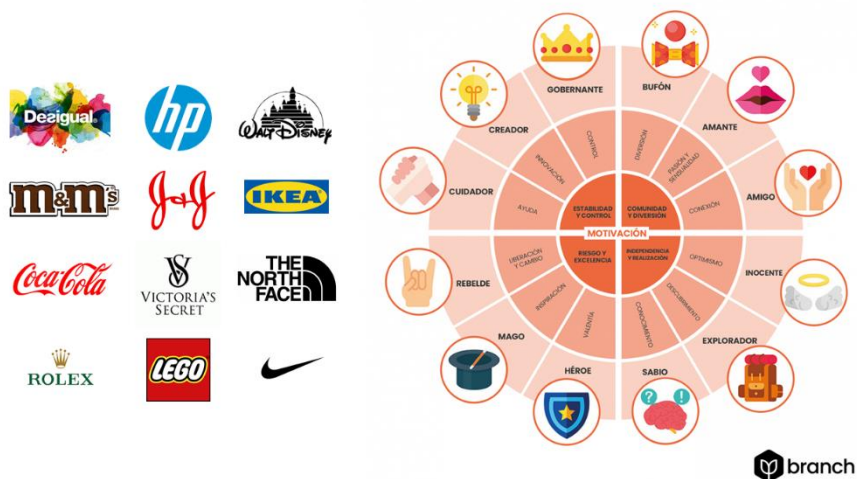 Desigual
hp
WALT DISNEY
m&m's
J&J
IKEA
Coca-Cola
VS
VICTORIA'S
SECRET
THE
NORTH
FACE
ROLEX
LEGO
GOBERNANTE
BUFÓN
CREADOR
AMANTE
CUIDADOR
AMIGO
REBELDE
INOCENTE
MAGO
EXPLORADOR
HÉROE
SABIO
CONTROL
DIVERSIÓN
INNOVACIÓN
PASIÓN Y
SENSUALIDAD
AYUDA
CONEXIÓN
LIBERACIÓN
Y CAMBIO
OPTIMISMO
INSPIRACIÓN
DESCUBRIMIENTO
VALENTÍA
CONOCIMIENTO
ESTABILIDAD
Y CONTROL
COMUNIDAD
Y DIVERSIÓN
MOTIVACIÓN
RIESGO Y
EXCELENCIA
INDEPENDENCIA
Y REALIZACIÓN
?
!
branch